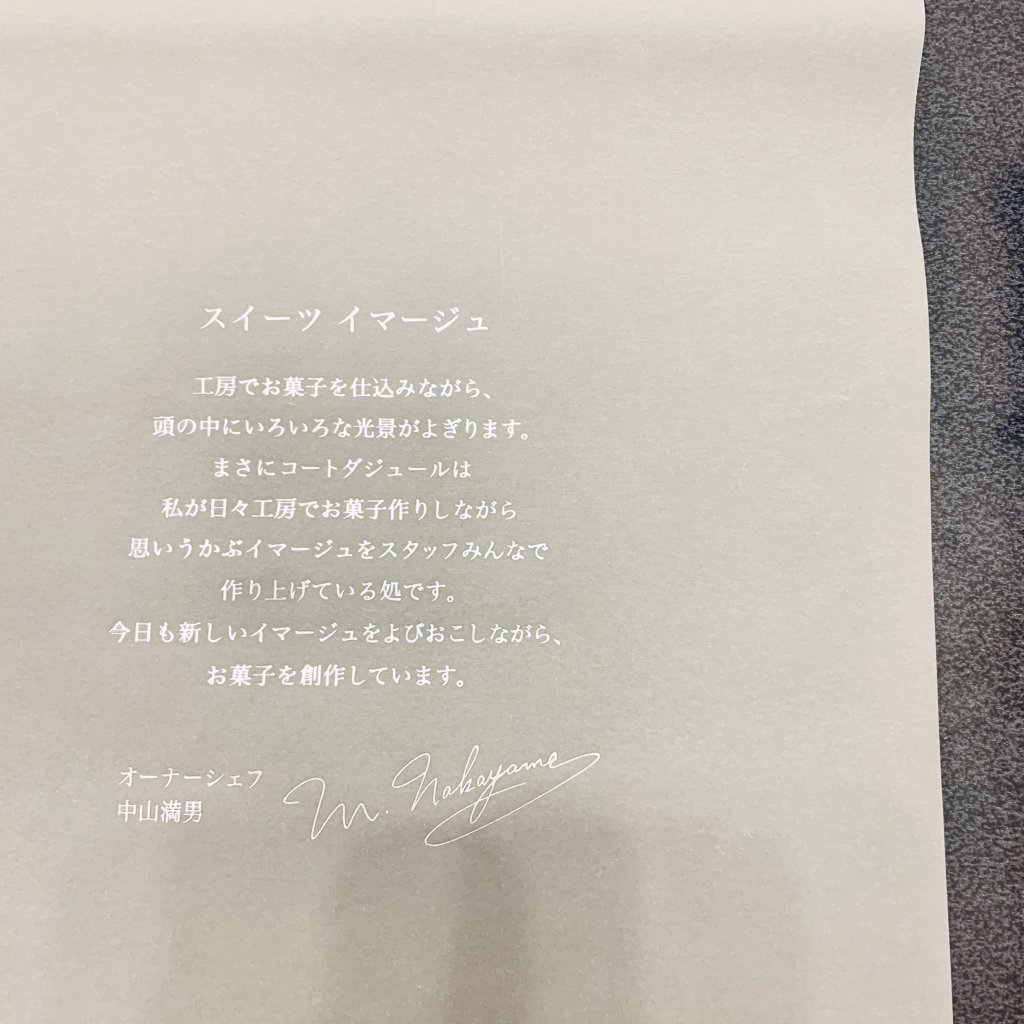 スイーツ イマージュ
工房でお菓子を仕込みながら、
頭の中にいろいろな光景がよぎります。
まさにコートダジュールは
私が日々工房でお菓子作りしながら
思いうかぶイマージュをスタッフみんなで
作り上げている処です。
今日も新しいイマージュをよびおこしながら、
お菓子を創作しています。
オーナーシェフ
中山満男
M. Nakayama